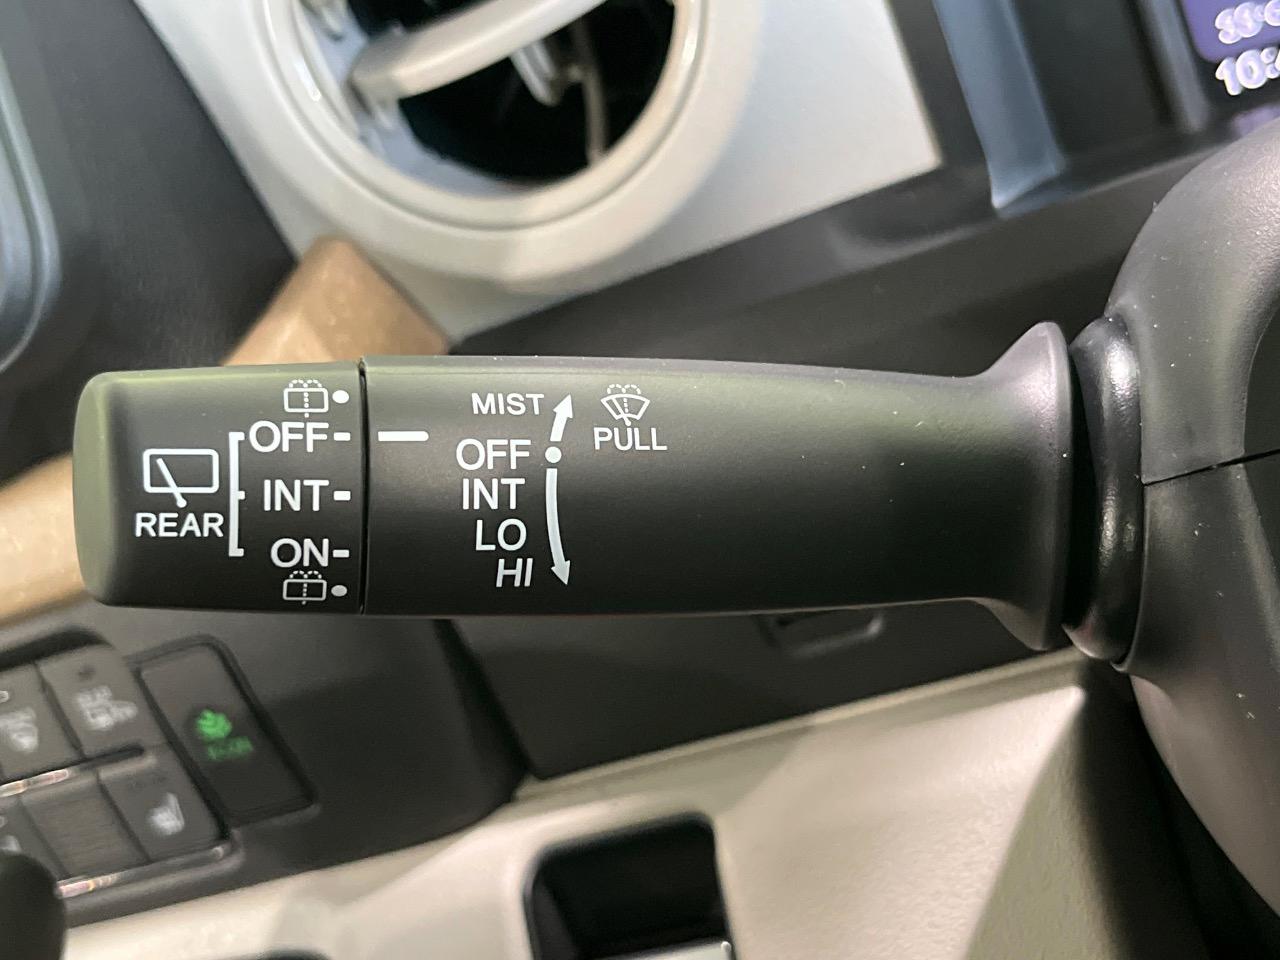 MIST
OFF
INT
LO
HI
PULL
REAR
OFF
INT
ON